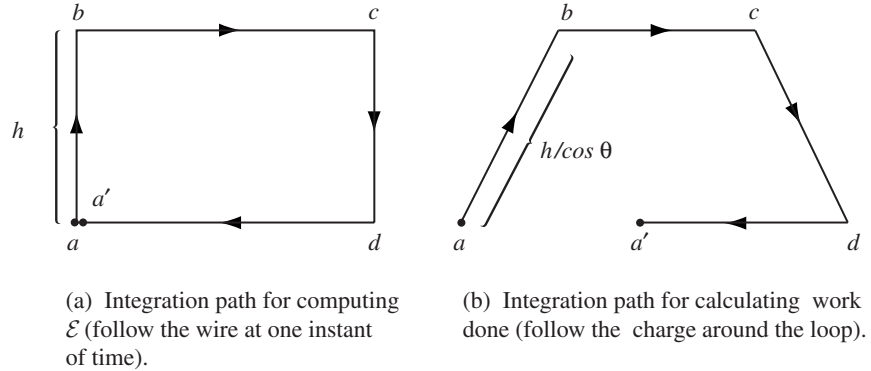 b
c
h
a′
a
d
(a) Integration path for computing
ℰ (follow the wire at one instant
of time).
b
c
h/cos θ
a
a′
d
(b) Integration path for calculating work
done (follow the charge around the loop).